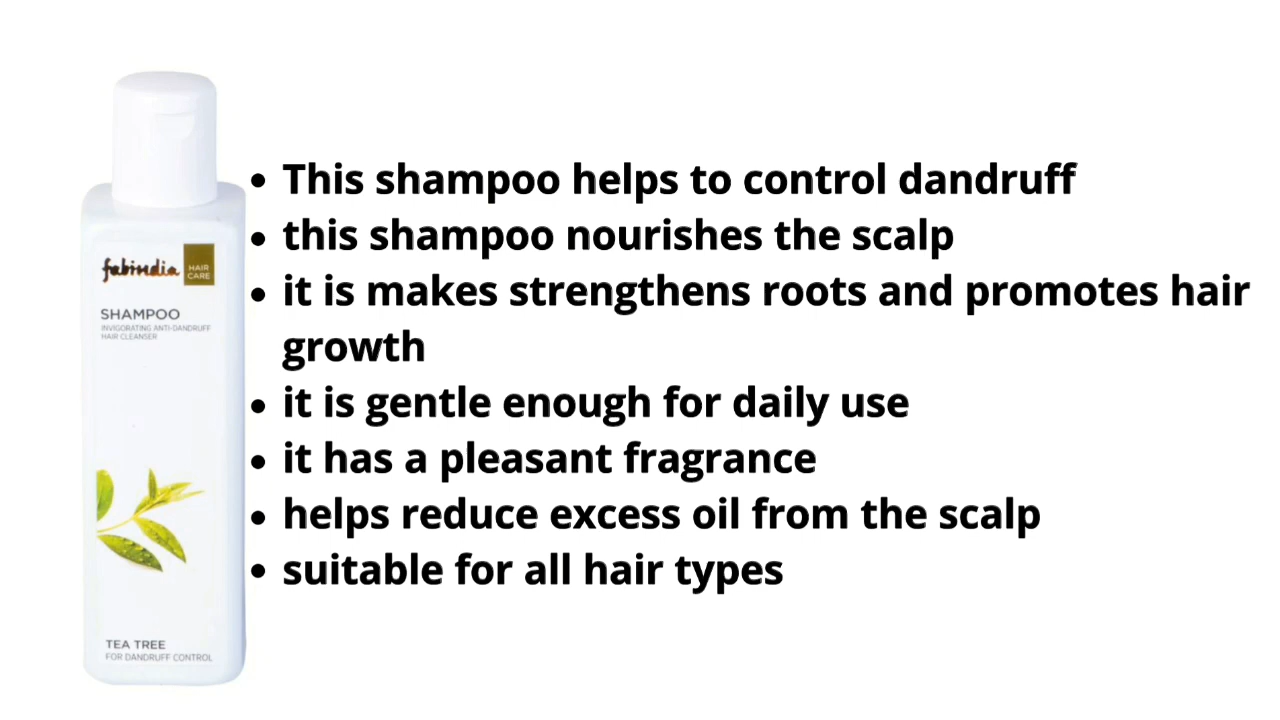 fabindia
HAIR
CARE
SHAMPOO
INVIGORATING ANTI-DANDRUFF
HAIR CLEANSER
TEA TREE
FOR DANDRUFF CONTROL
• This shampoo helps to control dandruff
• this shampoo nourishes the scalp
• it is makes strengthens roots and promotes hair
growth
• it is gentle enough for daily use
• it has a pleasant fragrance
• helps reduce excess oil from the scalp
• suitable for all hair types